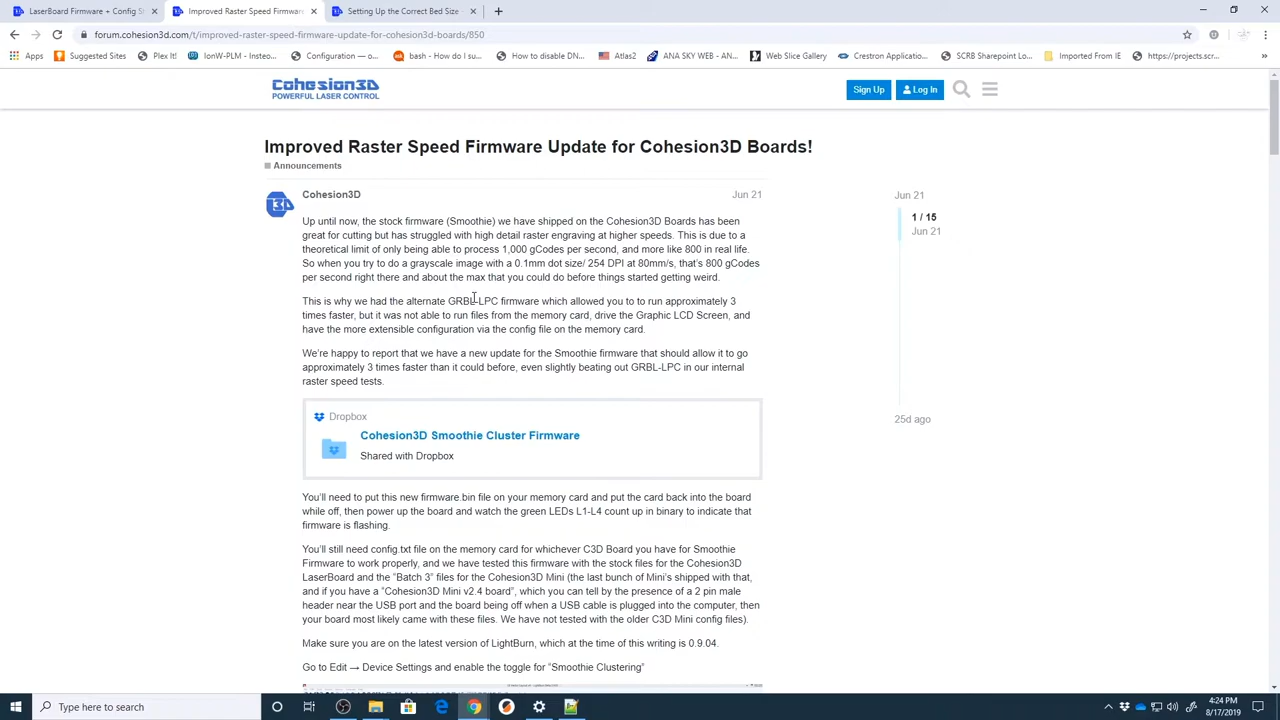 LaserBoard Firmware + Config S
Improved Raster Speed Firmware
Setting Up the Correct Bed Size
forum.cohesion3d.com/t/improved-raster-speed-firmware-update-for-cohesion3d-boards/850
Apps Suggested Sites Plex It! IonW-PLM - Insteo... Configuration — o... bash - How do I su... How to disable DN... Atlas2 ANA SKY WEB - AN... Web Slice Gallery Crestron Applicatio... SCRB Sharepoint Lo... Imported From IE https://projects.scr...
Cohesion3D
POWERFUL LASER CONTROL
Sign Up Log In
Improved Raster Speed Firmware Update for Cohesion3D Boards!
Announcements
Cohesion3D Jun 21
Up until now, the stock firmware (Smoothie) we have shipped on the Cohesion3D Boards has been
great for cutting but has struggled with high detail raster engraving at higher speeds. This is due to a
theoretical limit of only being able to process 1,000 gCodes per second, and more like 800 in real life.
So when you try to do a grayscale image with a 0.1mm dot size/ 254 DPI at 80mm/s, that's 800 gCodes
per second right there and about the max that you could do before things started getting weird.
This is why we had the alternate GRBL-LPC firmware which allowed you to to run approximately 3
times faster, but it was not able to run files from the memory card, drive the Graphic LCD Screen, and
have the more extensible configuration via the config file on the memory card.
We're happy to report that we have a new update for the Smoothie firmware that should allow it to go
approximately 3 times faster than it could before, even slightly beating out GRBL-LPC in our internal
raster speed tests.
Dropbox
Cohesion3D Smoothie Cluster Firmware
Shared with Dropbox
You'll need to put this new firmware.bin file on your memory card and put the card back into the board
while off, then power up the board and watch the green LEDs L1-L4 count up in binary to indicate that
firmware is flashing.
You'll still need config.txt file on the memory card for whichever C3D Board you have for Smoothie
Firmware to work properly, and we have tested this firmware with the stock files for the Cohesion3D
LaserBoard and the "Batch 3" files for the Cohesion3D Mini (the last bunch of Mini's shipped with that,
and if you have a "Cohesion3D Mini v2.4 board", which you can tell by the presence of a 2 pin male
header near the USB port and the board being off when a USB cable is plugged into the computer, then
your board most likely came with these files. We have not tested with the older C3D Mini config files).
Make sure you are on the latest version of LightBurn, which at the time of this writing is 0.9.04.
Go to Edit → Device Settings and enable the toggle for "Smoothie Clustering"
Jun 21
1 / 15
Jun 21
25d ago
Type here to search
4:24 PM
8/17/2019